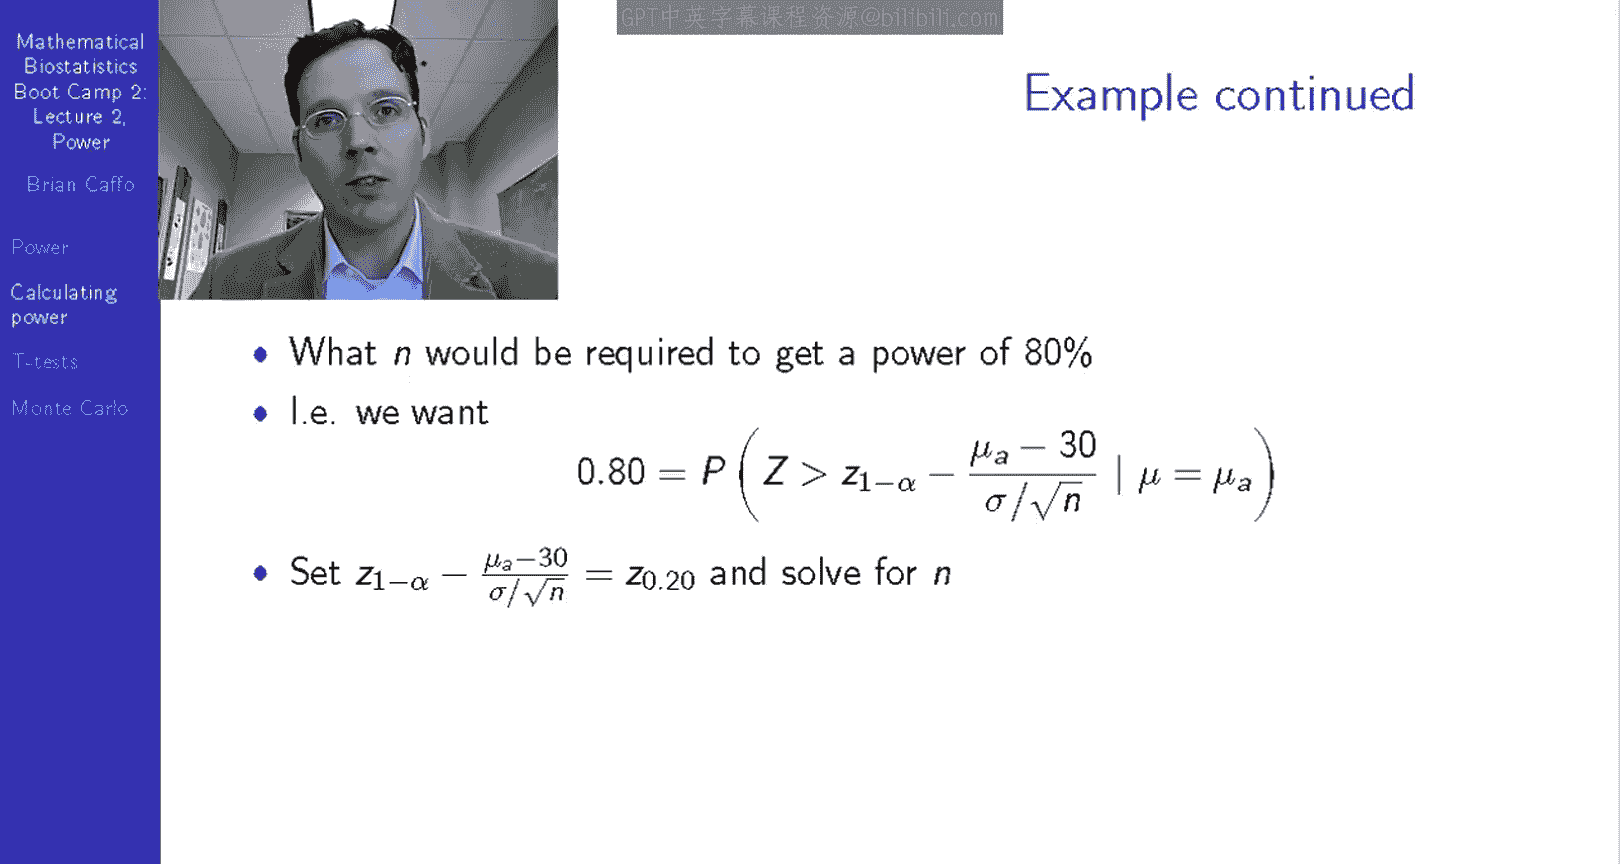 GPT中英字幕课程资源@bilibili.com
Mathematical
Biostatistics
Boot Camp 2:
Lecture 2,
Power
Brian Caffo
Power
Calculating
power
T-tests
Monte Carlo
Example continued
• What n would be required to get a power of 80%
• I.e. we want
0.80 = P ( Z > z_{1−α} − \frac{μ_a − 30}{σ/√n} | μ = μ_a )
• Set z_{1−α} − \frac{μ_a−30}{σ/√n} = z_{0.20} and solve for n